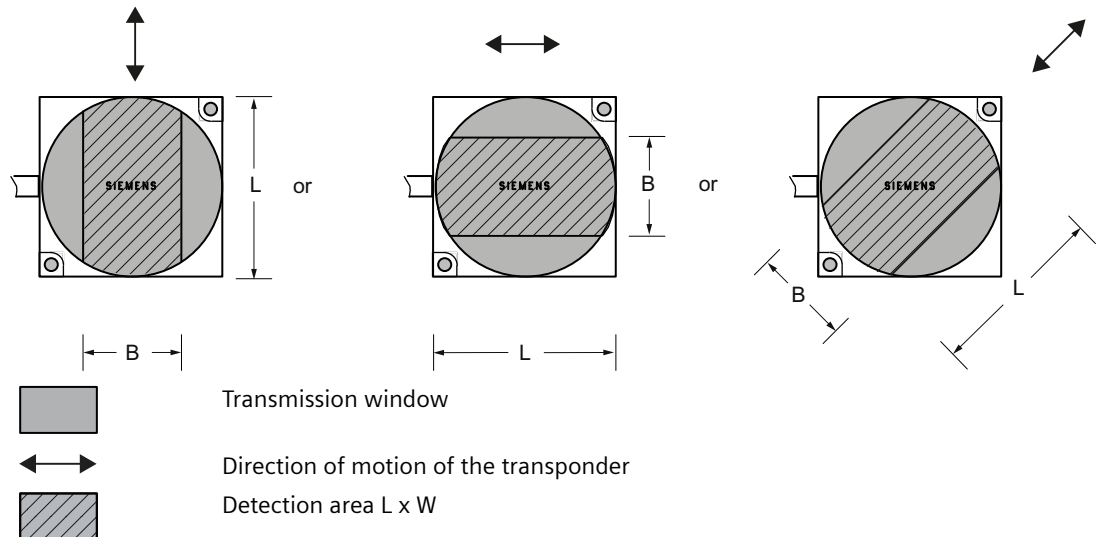 SIEMENS
L
or
B
SIEMENS
B
or
L
SIEMENS
B
L
Transmission window
Direction of motion of the transponder
Detection area L x W